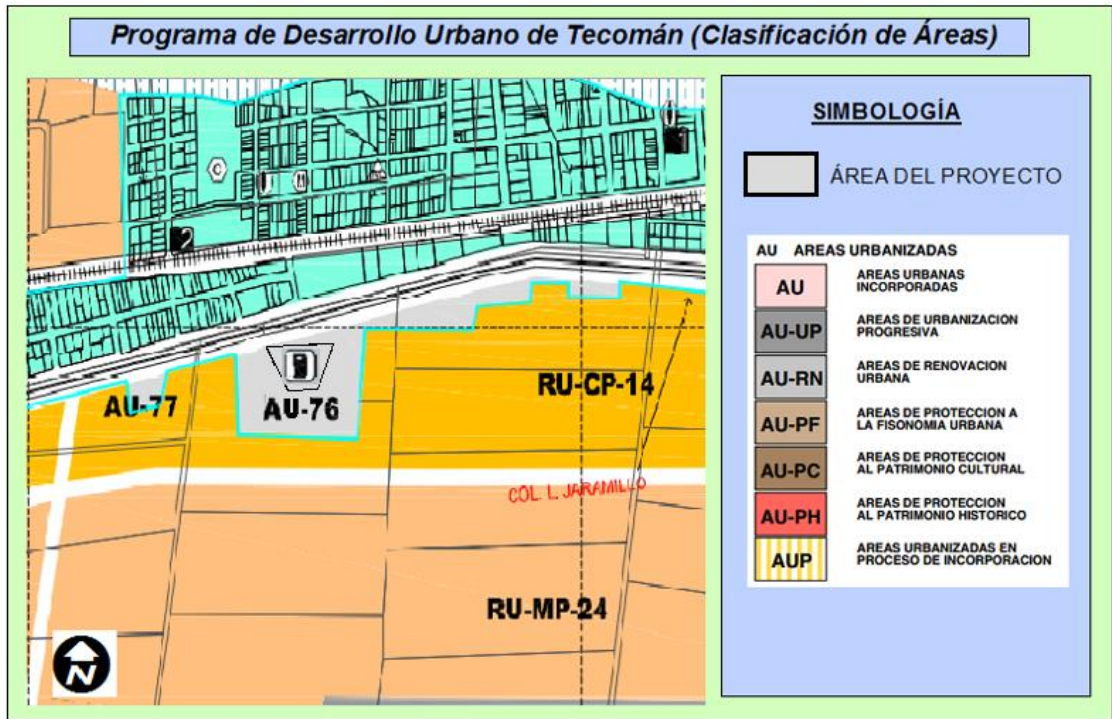 Programa de Desarrollo Urbano de Tecomán (Clasificación de Áreas)
C
2
AU-77
AU-76
RU-CP-14
COL. L. JARAMILLO
RU-MP-24
N
SIMBOLOGÍA
ÁREA DEL PROYECTO
AU AREAS URBANIZADAS
AU AREAS URBANAS
INCORPORADAS
AU-UP AREAS DE URBANIZACION
PROGRESIVA
AU-RN AREAS DE RENOVACION
URBANA
AU-PF AREAS DE PROTECCION A
LA FISONOMIA URBANA
AU-PC AREAS DE PROTECCION
AL PATRIMONIO CULTURAL
AU-PH AREAS DE PROTECCION
AL PATRIMONIO HISTORICO
AUP AREAS URBANIZADAS EN
PROCESO DE INCORPORACION